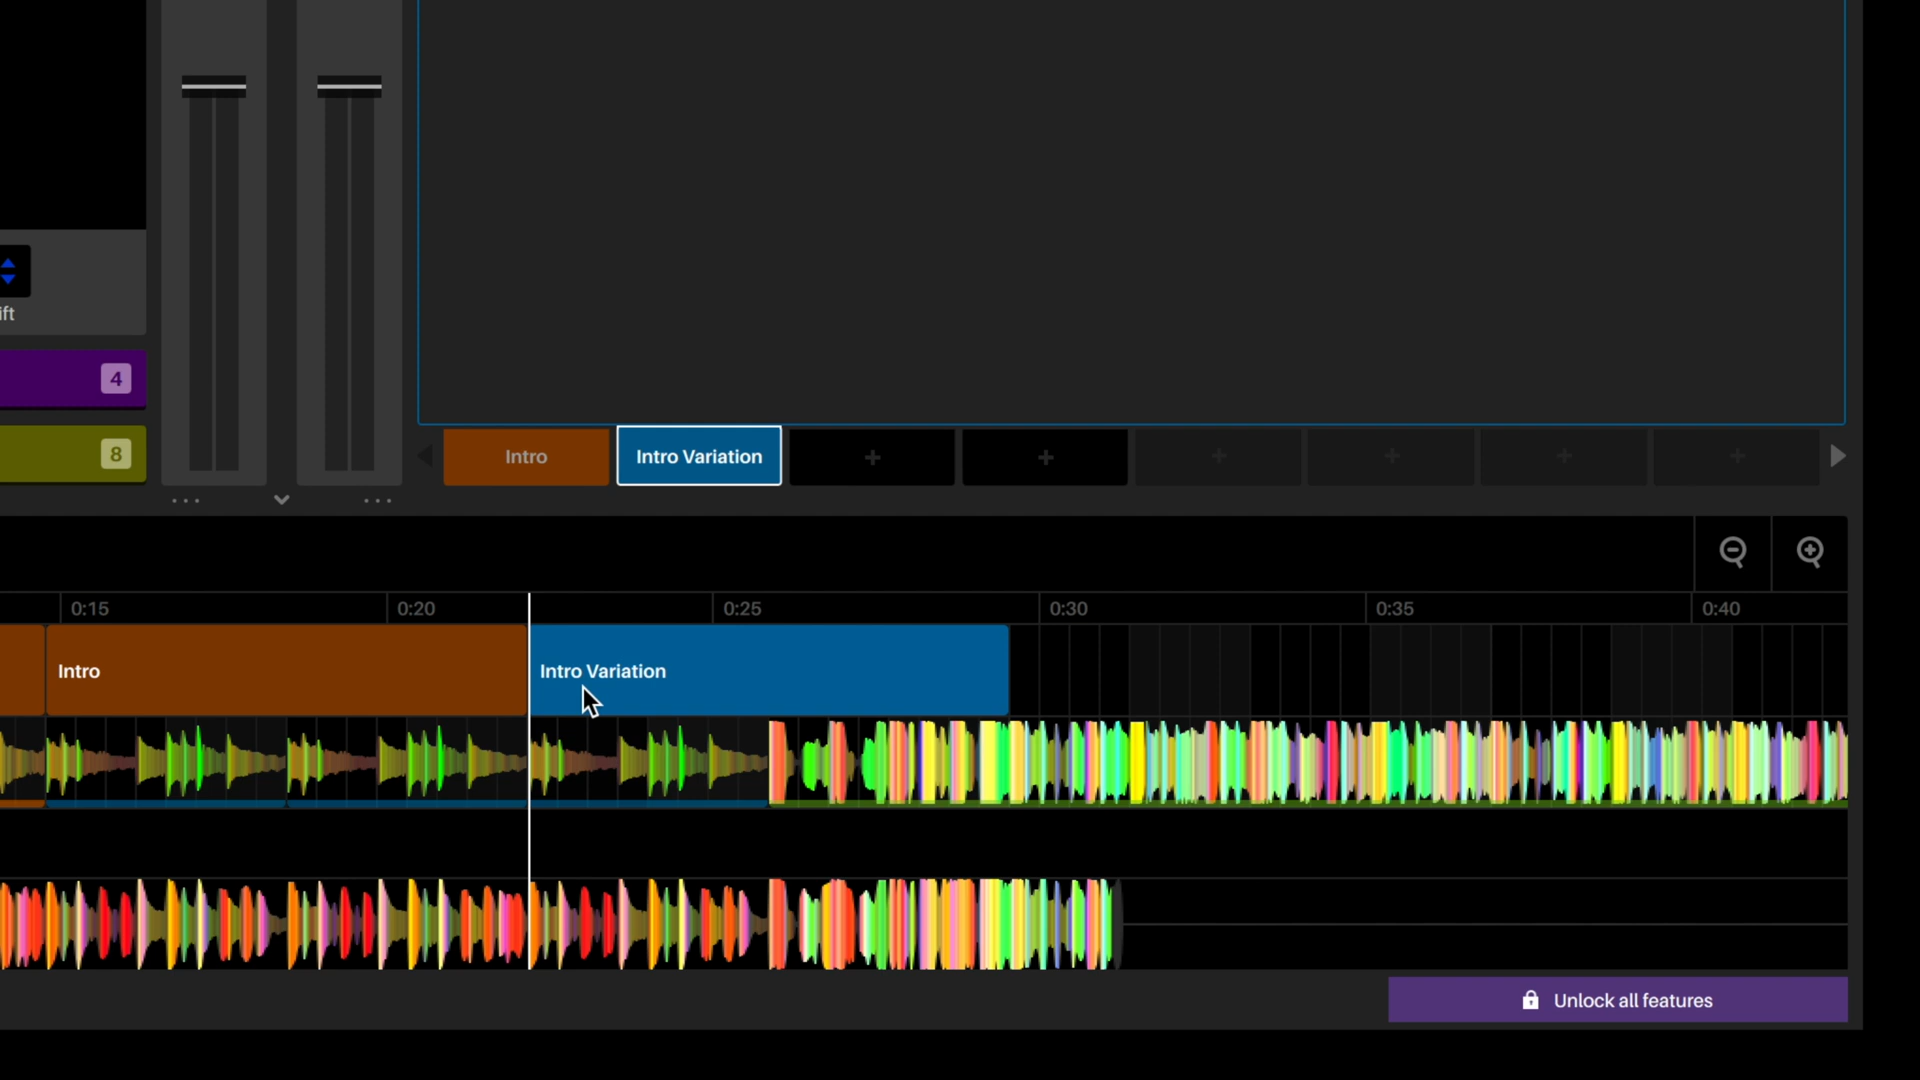 ift
4
8
Intro
Intro Variation
+
+
+
+
+
+
0:15
0:20
0:25
0:30
0:35
0:40
Intro
Intro Variation
Unlock all features